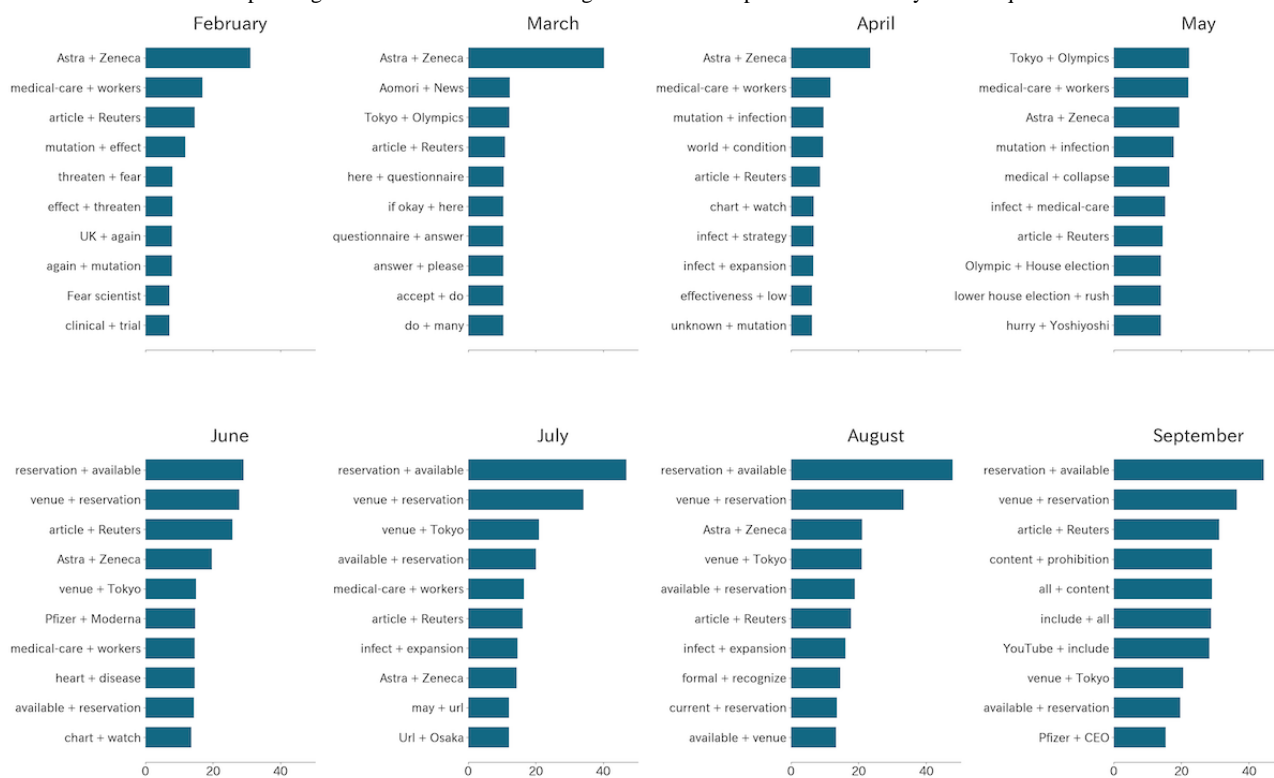 February
Astra + Zeneca
medical-care + workers
article + Reuters
mutation + effect
threaten + fear
effect + threaten
UK + again
again + mutation
Fear scientist
clinical + trial
March
Astra + Zeneca
Aomori + News
Tokyo + Olympics
article + Reuters
here + questionnaire
if okay + here
questionnaire + answer
answer + please
accept + do
do + many
April
Astra + Zeneca
medical-care + workers
mutation + infection
world + condition
article + Reuters
chart + watch
infect + strategy
infect + expansion
effectiveness + low
unknown + mutation
May
Tokyo + Olympics
medical-care + workers
Astra + Zeneca
mutation + infection
medical + collapse
infect + medical-care
article + Reuters
Olympic + House election
lower house election + rush
hurry + Yoshiyoshi
June
reservation + available
venue + reservation
article + Reuters
Astra + Zeneca
venue + Tokyo
Pfizer + Moderna
medical-care + workers
heart + disease
available + reservation
chart + watch
0 20 40
July
reservation + available
venue + reservation
venue + Tokyo
available + reservation
medical-care + workers
article + Reuters
infect + expansion
Astra + Zeneca
may + url
Url + Osaka
0 20 40
August
reservation + available
venue + reservation
Astra + Zeneca
venue + Tokyo
available + reservation
article + Reuters
infect + expansion
formal + recognize
current + reservation
available + venue
0 20 40
September
reservation + available
venue + reservation
article + Reuters
content + prohibition
all + content
include + all
YouTube + include
venue + Tokyo
available + reservation
Pfizer + CEO
0 20 40